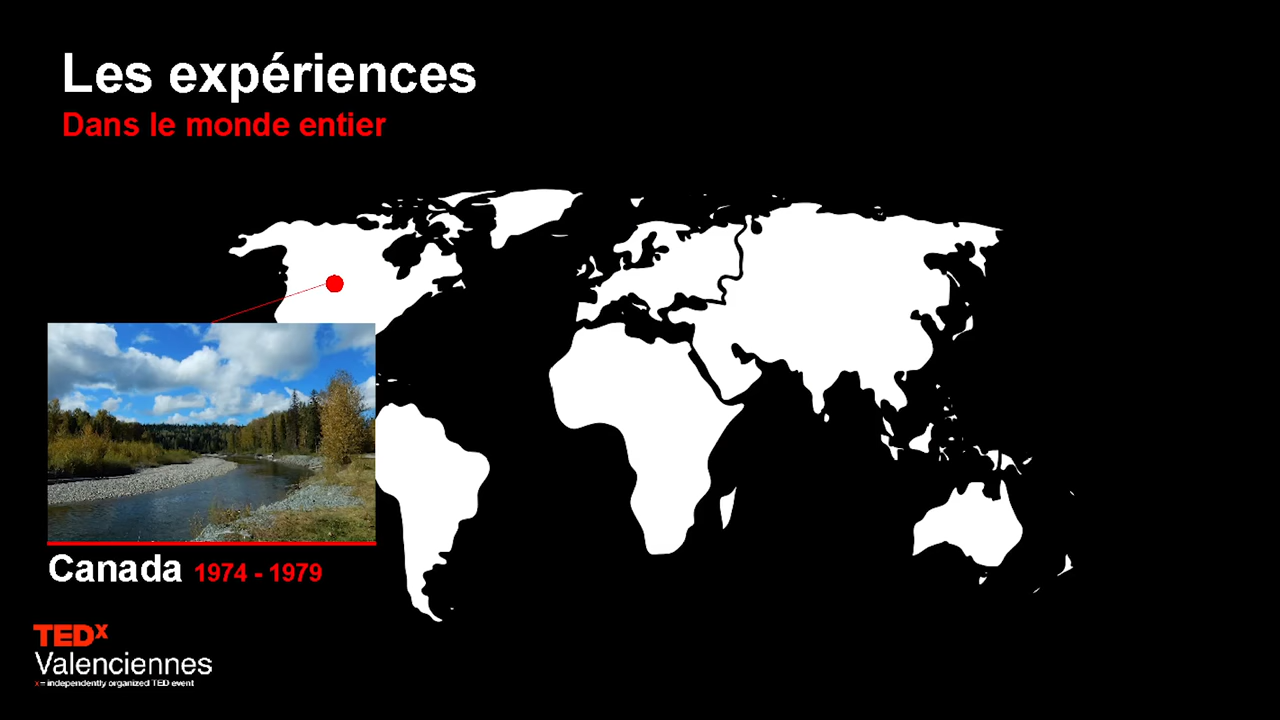 Les expériences
Dans le monde entier
Canada 1974 - 1979
TEDx
Valenciennes
x = independently organized TED event